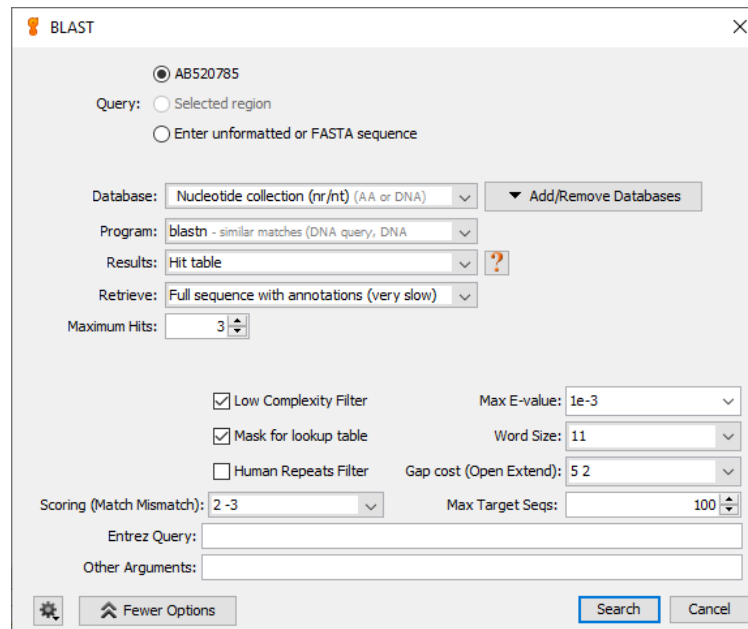 BLAST
AB520785
Query: Selected region
Enter unformatted or FASTA sequence
Database: Nucleotide collection (nr/nt) (AA or DNA) Add/Remove Databases
Program: blastn - similar matches (DNA query, DNA
Results: Hit table ?
Retrieve: Full sequence with annotations (very slow)
Maximum Hits: 3
Low Complexity Filter Max E-value: 1e-3
Mask for lookup table Word Size: 11
Human Repeats Filter Gap cost (Open Extend): 5 2
Scoring (Match Mismatch): 2 -3 Max Target Seqs: 100
Entrez Query:
Other Arguments:
Fewer Options Search Cancel